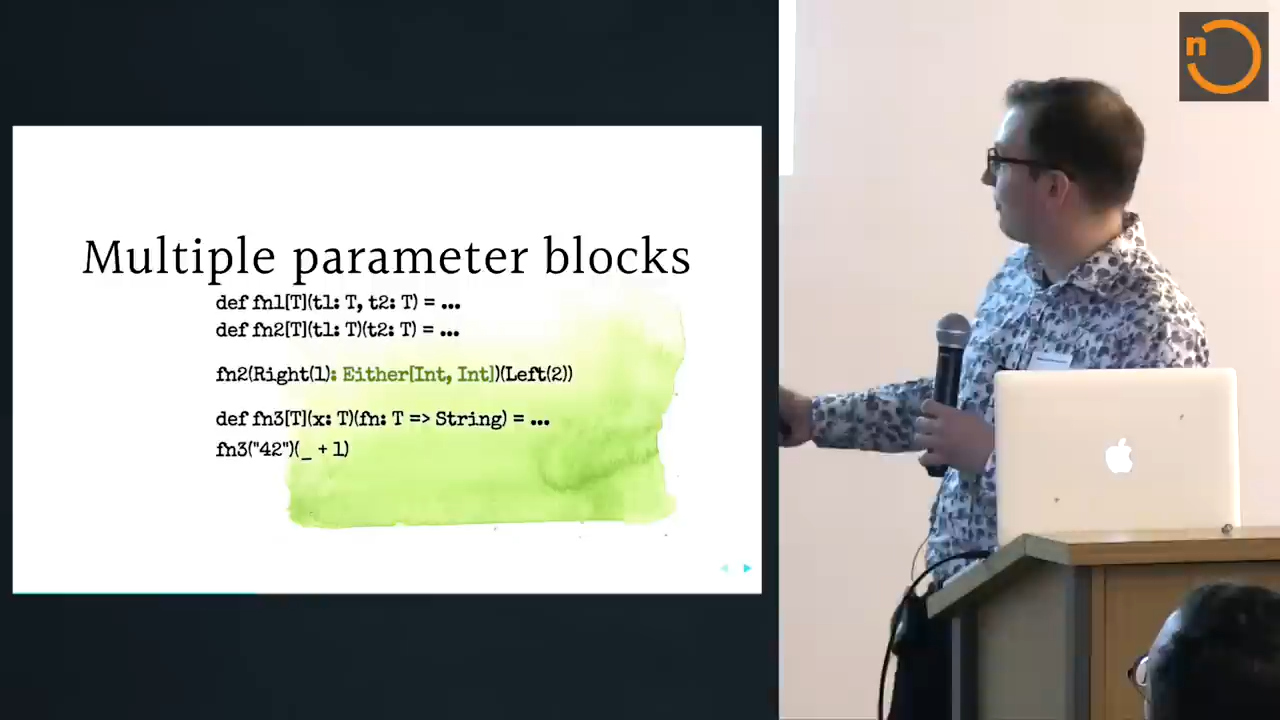 Multiple parameter blocks
def fn1[T](t1: T, t2: T) = ...
def fn2[T](t1: T)(t2: T) = ...
fn2(Right(1): Either[Int, Int])(Left(2))
def fn3[T](x: T)(fn: T => String) = ...
fn3("42")(_ + 1)
n